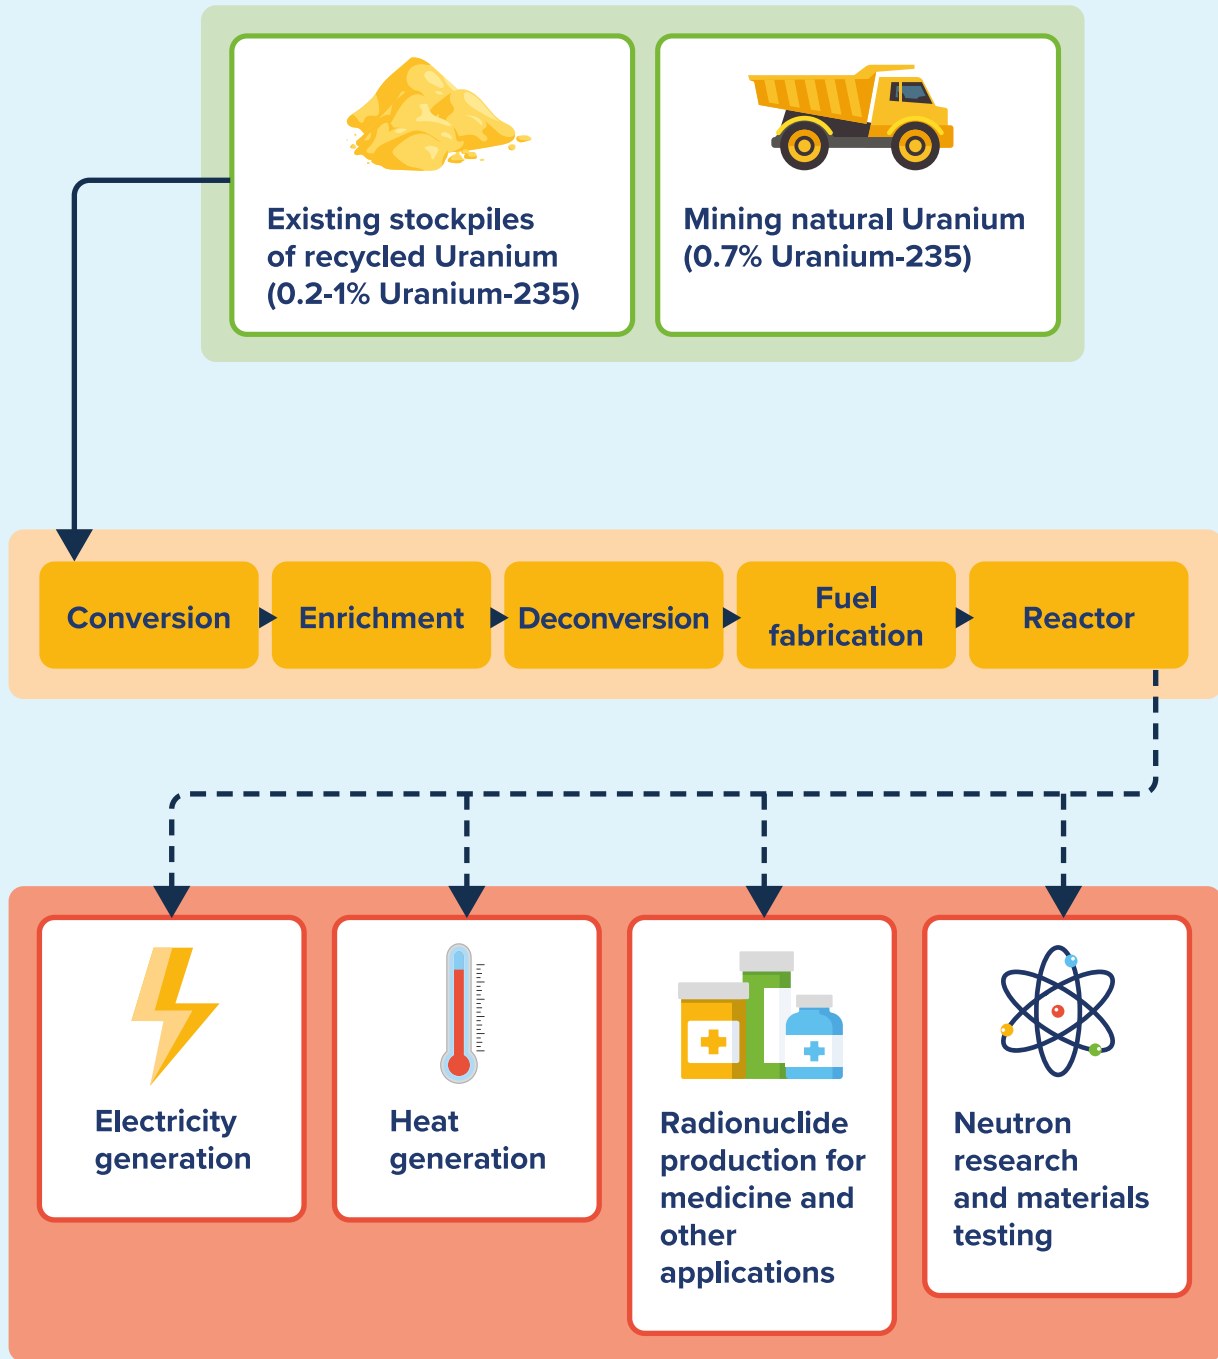 Existing stockpiles
of recycled Uranium
(0.2-1% Uranium-235)
Mining natural Uranium
(0.7% Uranium-235)
Conversion
Enrichment
Deconversion
Fuel
fabrication
Reactor
Electricity
generation
Heat
generation
Radionuclide
production for
medicine and
other
applications
Neutron
research
and materials
testing